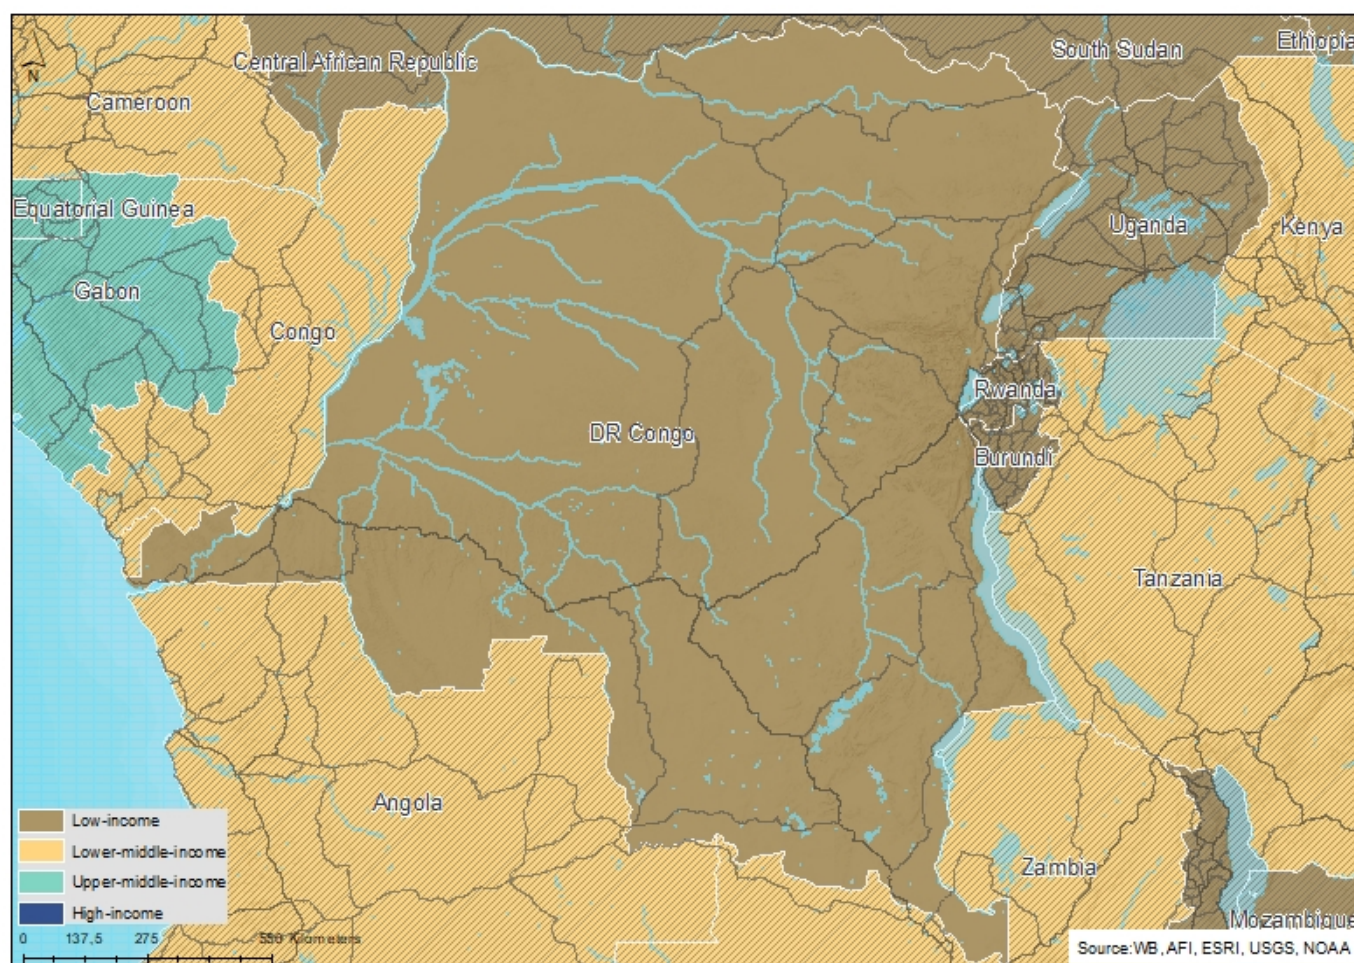 Central African Republic
South Sudan
Ethiopia
N
Cameroon
Equatorial Guinea
Uganda
Kenya
Gabon
Congo
Rwanda
DR Congo
Burundi
Tanzania
Angola
Low-income
Lower-middle-income
Upper-middle-income
High-income
Zambia
Mozambique
0 137,5 275 550 Kilometers
Source:WB, AFI, ESRI, USGS, NOAA